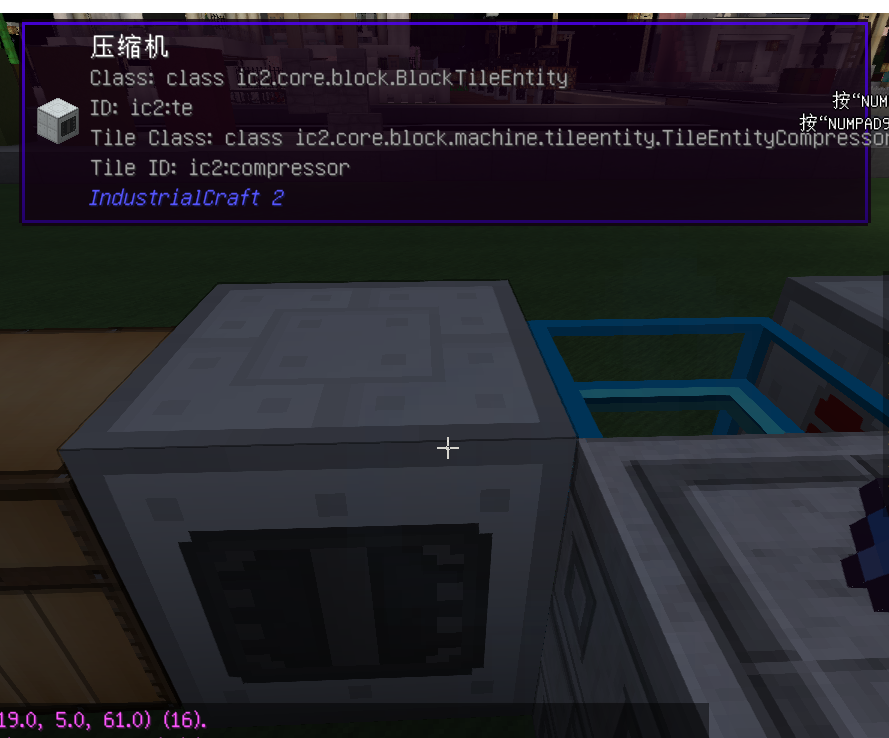 压缩机
Class: class ic2.core.block.BlockTileEntity
ID: ic2:te
按“NUM
按“NUMPAD9
Tile Class: class ic2.core.block.machine.tileentity.TileEntityCompressor
Tile ID: ic2:compressor
IndustrialCraft 2
19.0, 5.0, 61.0) (16).